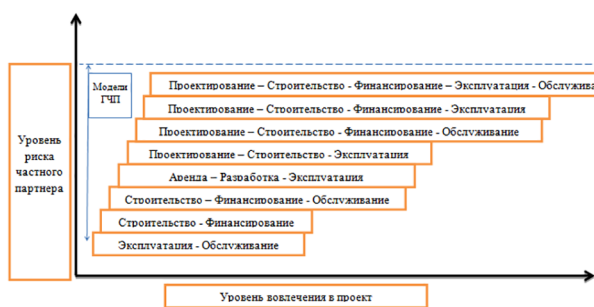 Модели
ГЧП
Проектирование – Строительство - Финансирование – Эксплуатация - Обслужива
Проектирование – Строительство - Финансирование - Эксплуатация
Проектирование – Строительство - Финансирование - Обслуживание
Проектирование - Строительство - Эксплуатация
Аренда – Разработка - Эксплуатация
Строительство – Финансирование - Обслуживание
Строительство - Финансирование
Эксплуатация - Обслуживание
Уровень
риска
частного
партнера
Уровень вовлечения в проект